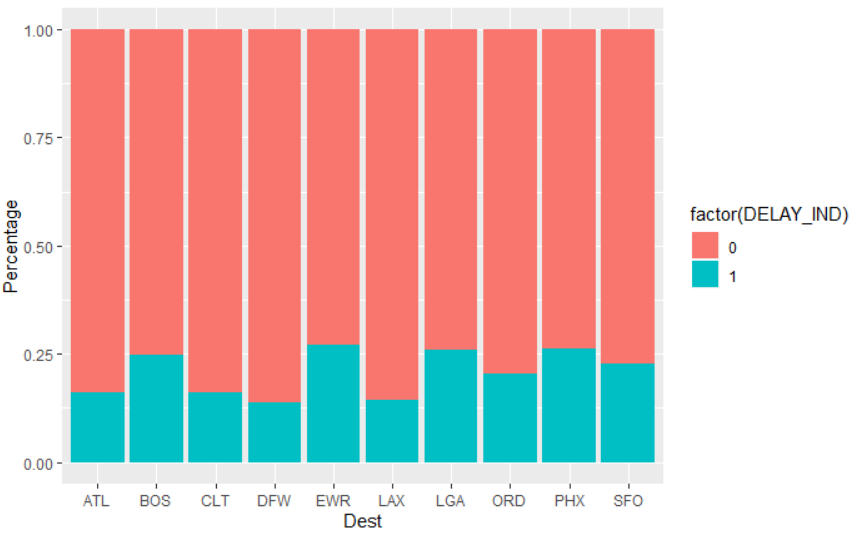 1.00
0.75
0.50
0.25
0.00
Percentage
ATL BOS CLT DFW EWR LAX LGA ORD PHX SFO
Dest
factor(DELAY_IND)
0
1